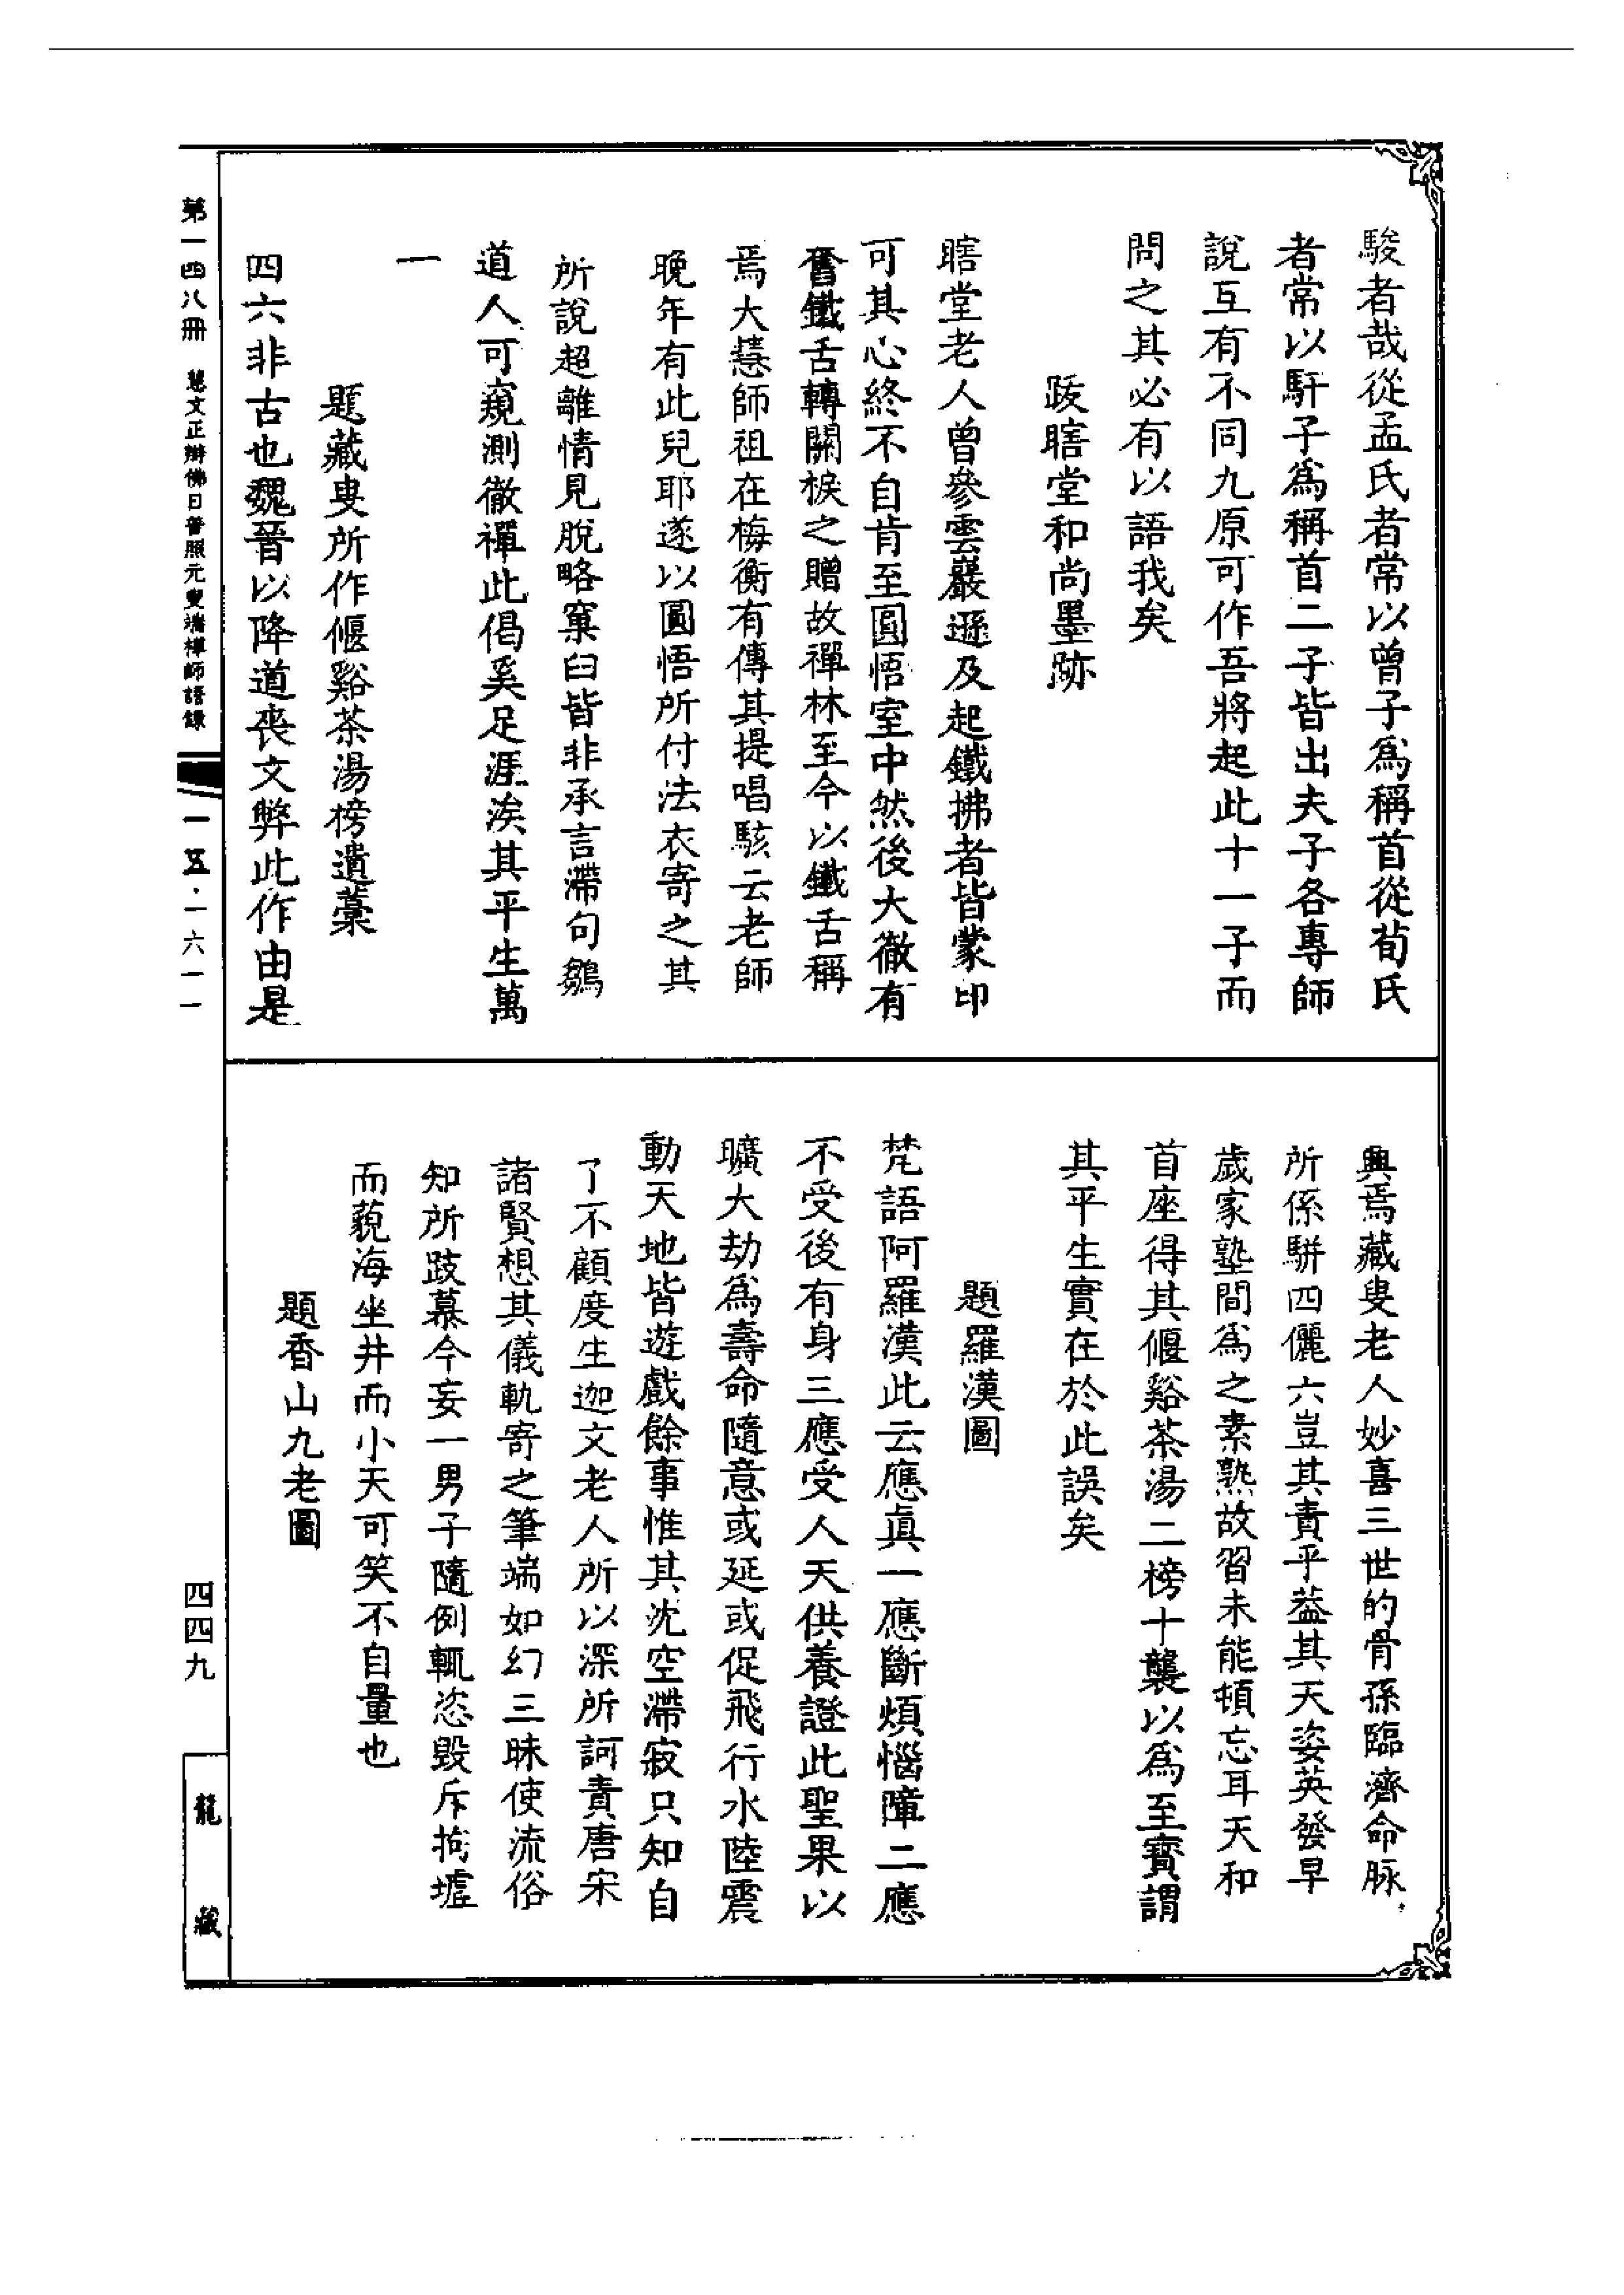 駿者哉從孟氏者常以曾子為稱首從荀氏
者常以馯子為稱首二子皆出夫子各專師
說互有不同九原可作吾將起此十一子而
問之其必有以語我矣
跋瞎堂和尚墨跡
瞎堂老人曾參雲巖遜及起鐵拂者皆蒙印
可其心終不自肯至圓悟室中然後大徹有
奮鐵舌轉關捩之贈故禪林至今以鐵舌稱
焉大慧師祖在梅衡有傳其提唱駭云老師
晚年有此兒耶遂以圓悟所付法衣寄之其
所說超離情見脫略窠臼皆非承言滯句鷚
道人可窺測徹禪此偈奚足涯涘其平生萬
一
題藏叟所作偃谿茶湯榜遺藁
四六非古也魏晉以降道喪文弊此作由是
興焉藏叟老人妙喜三世的骨孫臨濟命脉
所係駢四儷六豈其責乎葢其天姿英發早
歲家塾間為之素熟故習未能頓忘耳天和
首座得其偃谿茶湯二榜十襲以為至寶謂
其平生實在於此誤矣
題羅漢圖
梵語阿羅漢此云應真一應斷煩惱障二應
不受後有身三應受人天供養證此聖果以
曠大劫為壽命隨意或延或促飛行水陸震
動天地皆遊戲餘事惟其沈空滯寂只知自
了不顧度生迦文老人所以深所訶責唐宋
諸賢想其儀軌寄之筆端如幻三昧使流俗
知所跂慕今妄一男子隨例輒恣毀斥拘墟
而藐海坐井而小天可笑不自量也
題香山九老圖
第一四八冊 慧文正辯佛日普照元叟端禪師語錄
一五·一六一一
四四九
龍藏